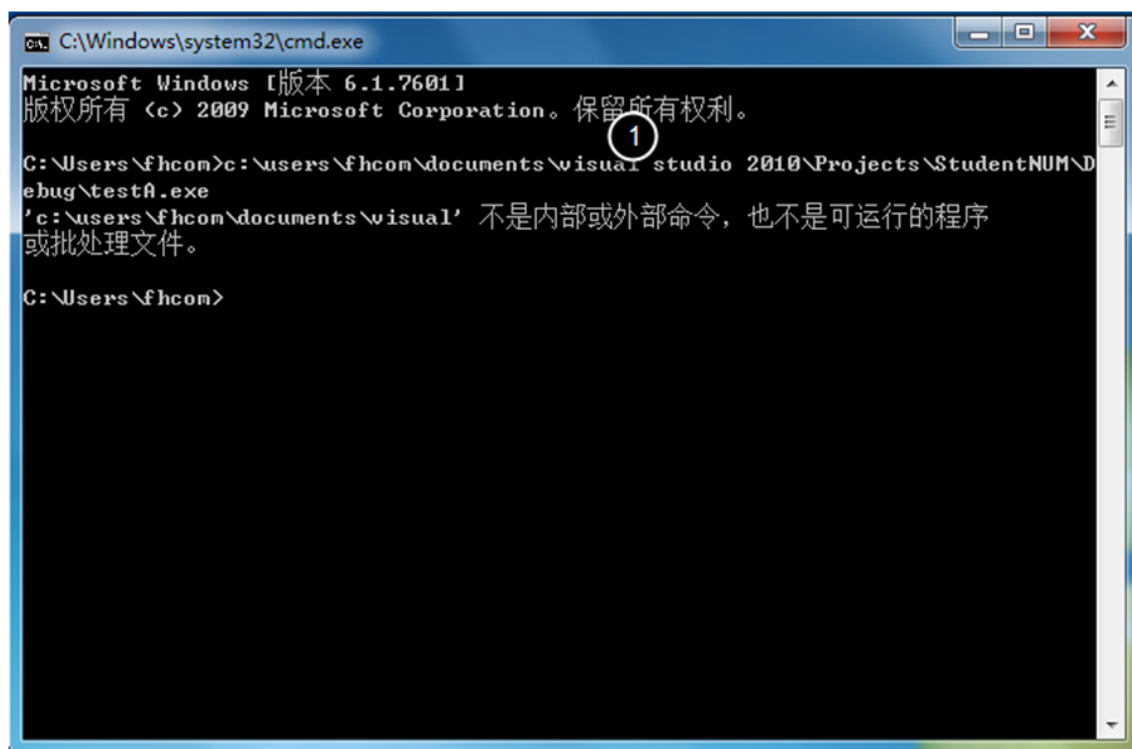 C:\Windows\system32\cmd.exe
Microsoft Windows [版本 6.1.7601]
版权所有 (c) 2009 Microsoft Corporation。保留所有权利。
1
C:\Users\fhcom>c:\users\fhcom\documents\visual studio 2010\Projects\StudentNUM\D
ebug\testA.exe
'c:\users\fhcom\documents\visual' 不是内部或外部命令，也不是可运行的程序
或批处理文件。
C:\Users\fhcom>